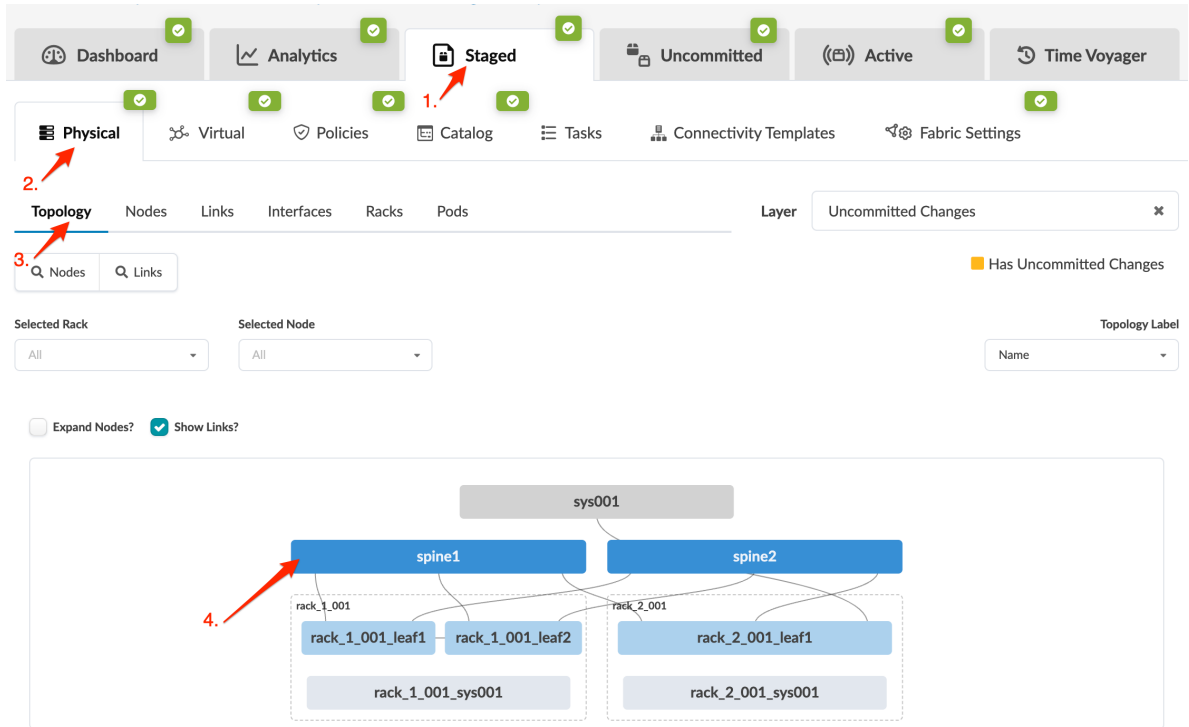 Dashboard
Analytics
Staged
Uncommitted
Active
Time Voyager
1.
Physical
Virtual
Policies
Catalog
Tasks
Connectivity Templates
Fabric Settings
2.
Topology
Nodes
Links
Interfaces
Racks
Pods
Layer
Uncommitted Changes
3.
Nodes
Links
Has Uncommitted Changes
Selected Rack
Selected Node
Topology Label
All
All
Name
Expand Nodes?
Show Links?
sys001
spine1
spine2
4.
rack_1_001
rack_2_001
rack_1_001_leaf1
rack_1_001_leaf2
rack_2_001_leaf1
rack_1_001_sys001
rack_2_001_sys001